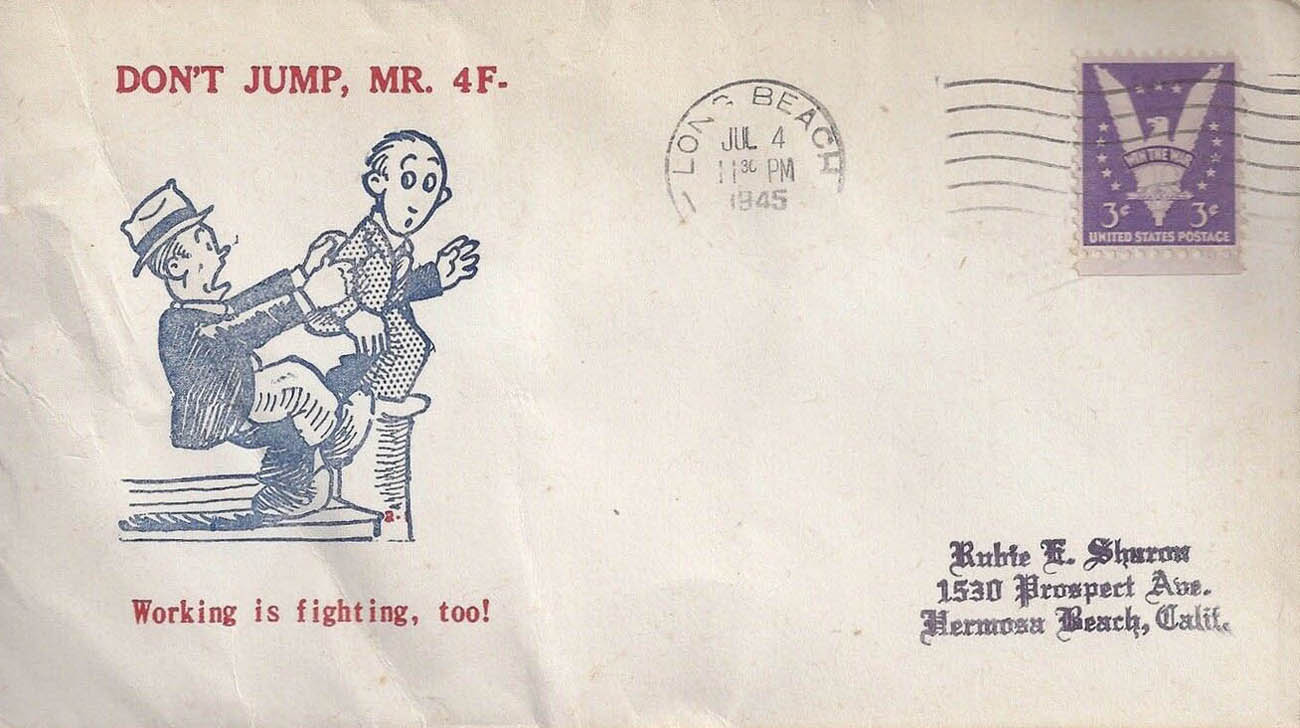 DON'T JUMP, MR. 4F-
LONG BEACH
JUL 4
11 30 PM
1945
WIN THE WAR
3¢ 3¢
UNITED STATES POSTAGE
a.
Working is fighting, too!
Rubie E. Sharon
1530 Prospect Ave.
Hermosa Beach, Calif.